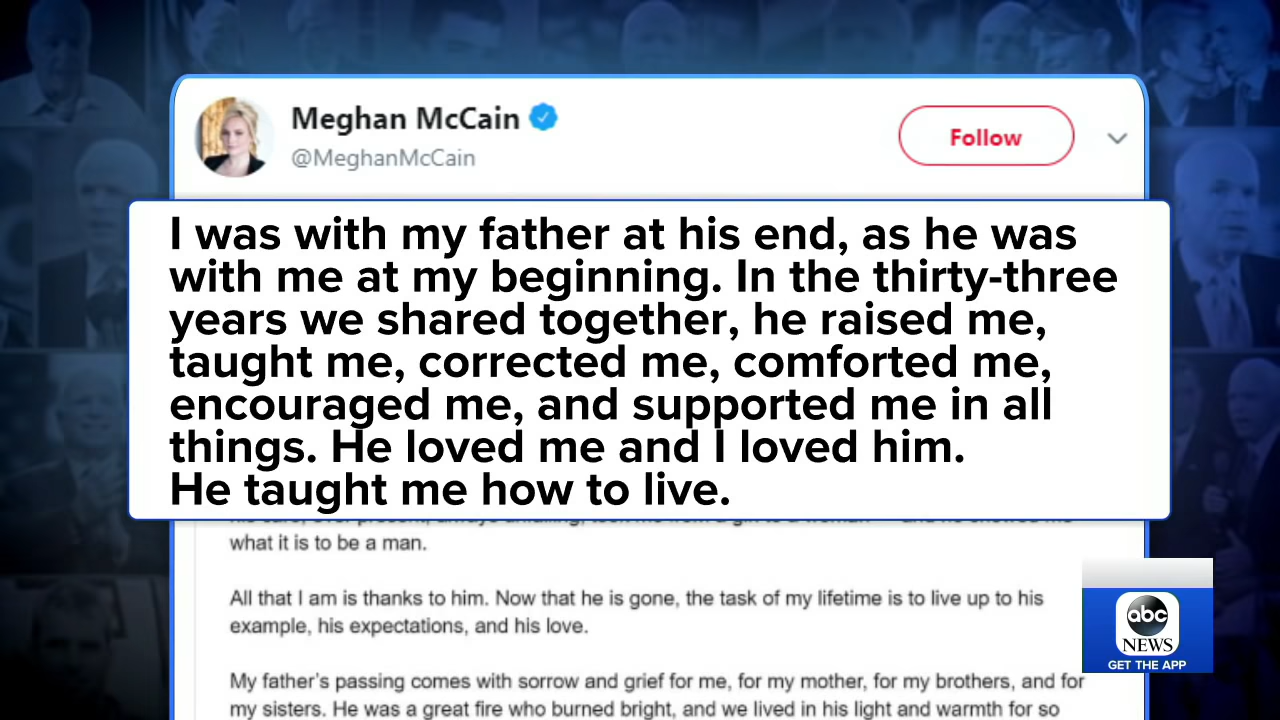 Meghan McCain
@MeghanMcCain
Follow
I was with my father at his end, as he was
with me at my beginning. In the thirty-three
years we shared together, he raised me,
taught me, corrected me, comforted me,
encouraged me, and supported me in all
things. He loved me and I loved him.
He taught me how to live.
what it is to be a man.
All that I am is thanks to him. Now that he is gone, the task of my lifetime is to live up to his
example, his expectations, and his love.
My father's passing comes with sorrow and grief for me, for my mother, for my brothers, and for
my sisters. He was a great fire who burned bright, and we lived in his light and warmth for so
abc
NEWS
GET THE APP